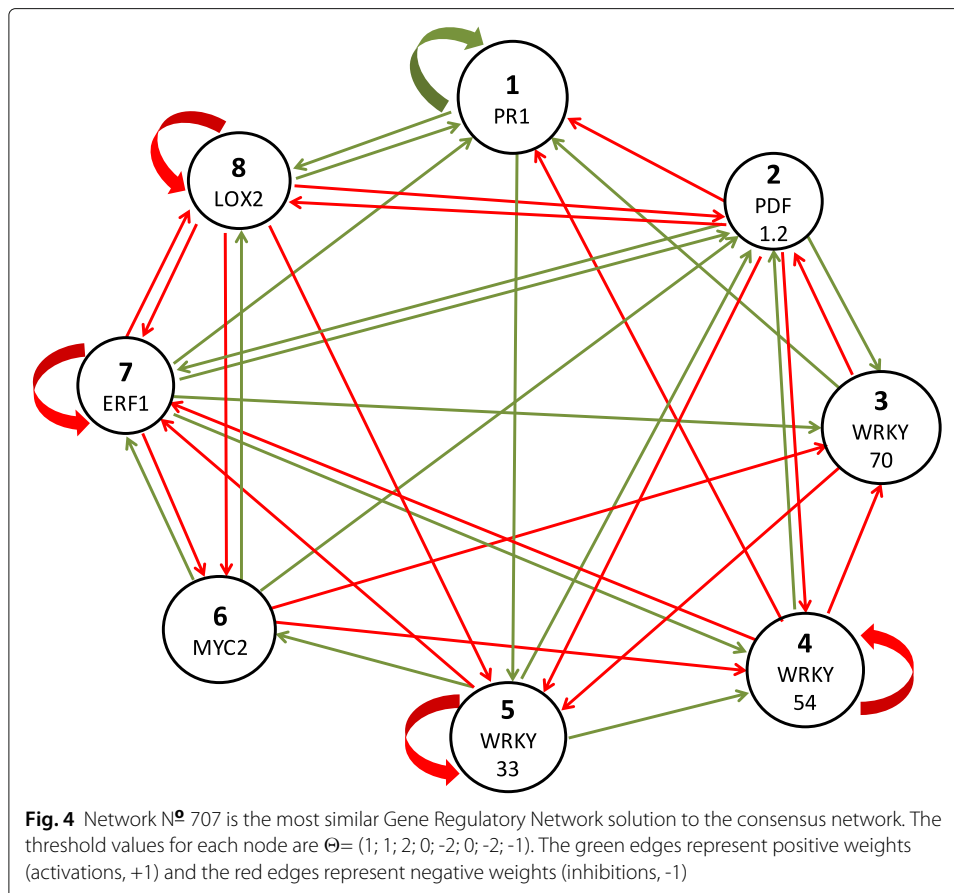 1
PR1
2
PDF
1.2
3
WRKY
70
4
WRKY
54
5
WRKY
33
6
MYC2
7
ERF1
8
LOX2
Fig. 4 Network Nº 707 is the most similar Gene Regulatory Network solution to the consensus network. The
threshold values for each node are Θ= (1; 1; 2; 0; -2; 0; -2; -1). The green edges represent positive weights
(activations, +1) and the red edges represent negative weights (inhibitions, -1)